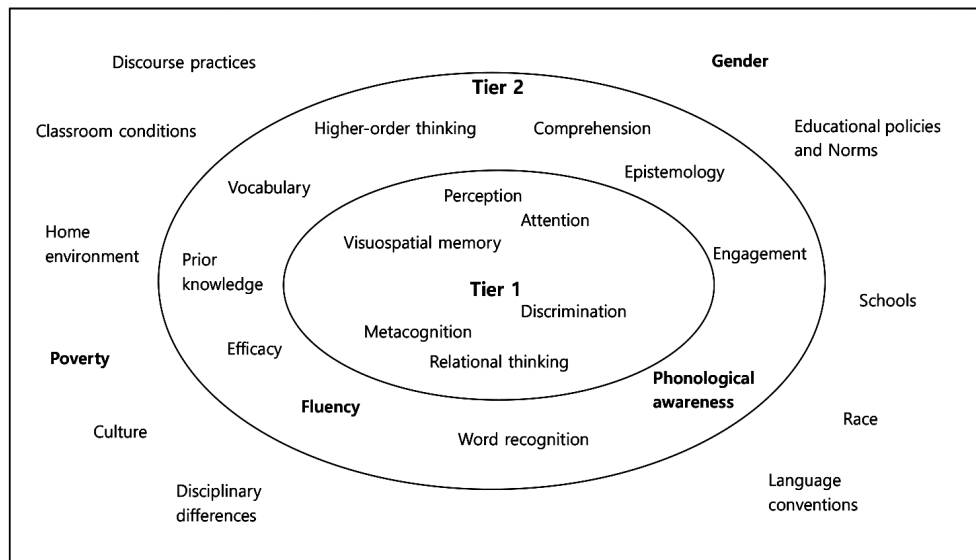 Discourse practices
Gender
Tier 2
Classroom conditions
Higher-order thinking
Comprehension
Educational policies
and Norms
Vocabulary
Epistemology
Perception
Attention
Home
environment
Visuospatial memory
Prior
knowledge
Engagement
Tier 1
Schools
Discrimination
Metacognition
Efficacy
Relational thinking
Poverty
Phonological
awareness
Fluency
Race
Culture
Word recognition
Disciplinary
differences
Language
conventions